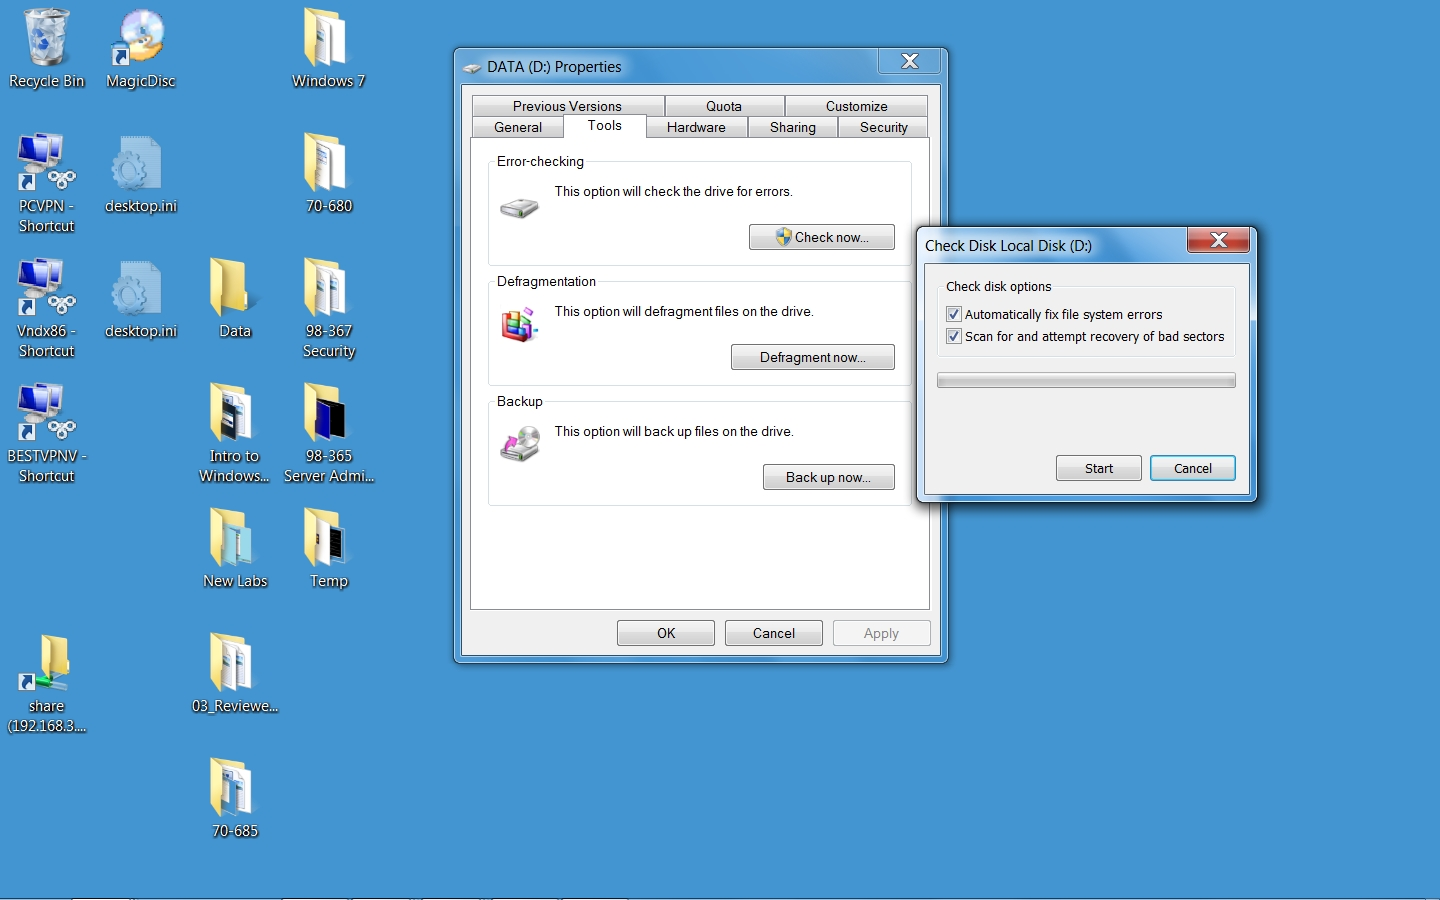 Recycle Bin
MagicDisc
Windows 7
PCVPN -
Shortcut
desktop.ini
70-680
Vndx86 -
Shortcut
desktop.ini
Data
98-367
Security
BESTVPNV -
Shortcut
Intro to
Windows...
98-365
Server Admi...
New Labs
Temp
share
(192.168.3....
03_Reviewe...
70-685
DATA (D:) Properties
Previous Versions
Quota
Customize
General
Tools
Hardware
Sharing
Security
Error-checking
This option will check the drive for errors.
Check now...
Defragmentation
This option will defragment files on the drive.
Defragment now...
Backup
This option will back up files on the drive.
Back up now...
OK
Cancel
Apply
Check Disk Local Disk (D:)
Check disk options
Automatically fix file system errors
Scan for and attempt recovery of bad sectors
Start
Cancel